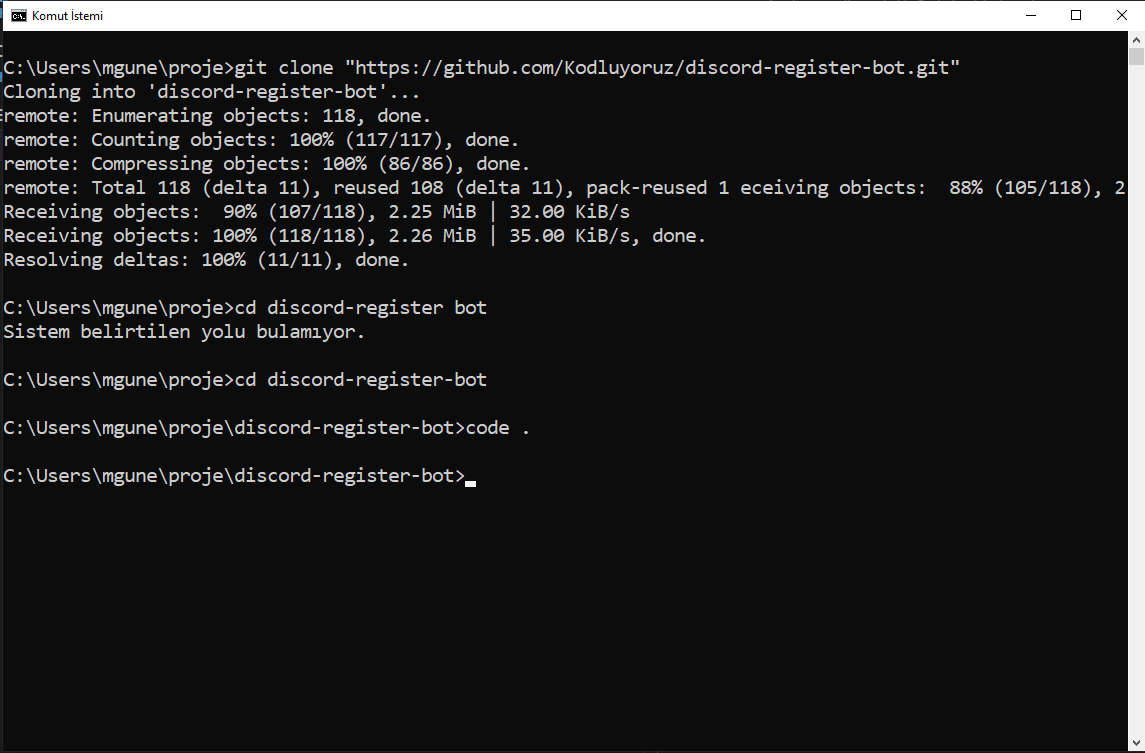 Komut İstemi
C:\Users\mgune\proje>git clone "https://github.com/Kodluyoruz/discord-register-bot.git"
Cloning into 'discord-register-bot'...
remote: Enumerating objects: 118, done.
remote: Counting objects: 100% (117/117), done.
remote: Compressing objects: 100% (86/86), done.
remote: Total 118 (delta 11), reused 108 (delta 11), pack-reused 1 eceiving objects:  88% (105/118), 2
Receiving objects:  90% (107/118), 2.25 MiB | 32.00 KiB/s
Receiving objects: 100% (118/118), 2.26 MiB | 35.00 KiB/s, done.
Resolving deltas: 100% (11/11), done.
C:\Users\mgune\proje>cd discord-register bot
Sistem belirtilen yolu bulamıyor.
C:\Users\mgune\proje>cd discord-register-bot
C:\Users\mgune\proje\discord-register-bot>code .
C:\Users\mgune\proje\discord-register-bot>